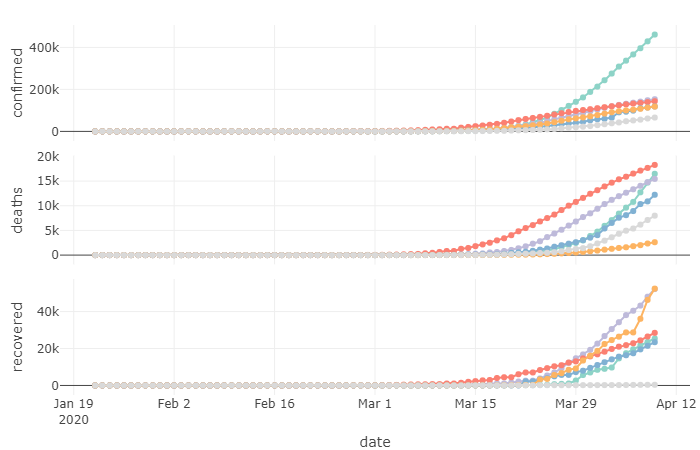 confirmed
400k
200k
0
deaths
20k
15k
10k
5k
0
recovered
40k
20k
0
Jan 19
2020
Feb 2
Feb 16
Mar 1
Mar 15
Mar 29
Apr 12
date